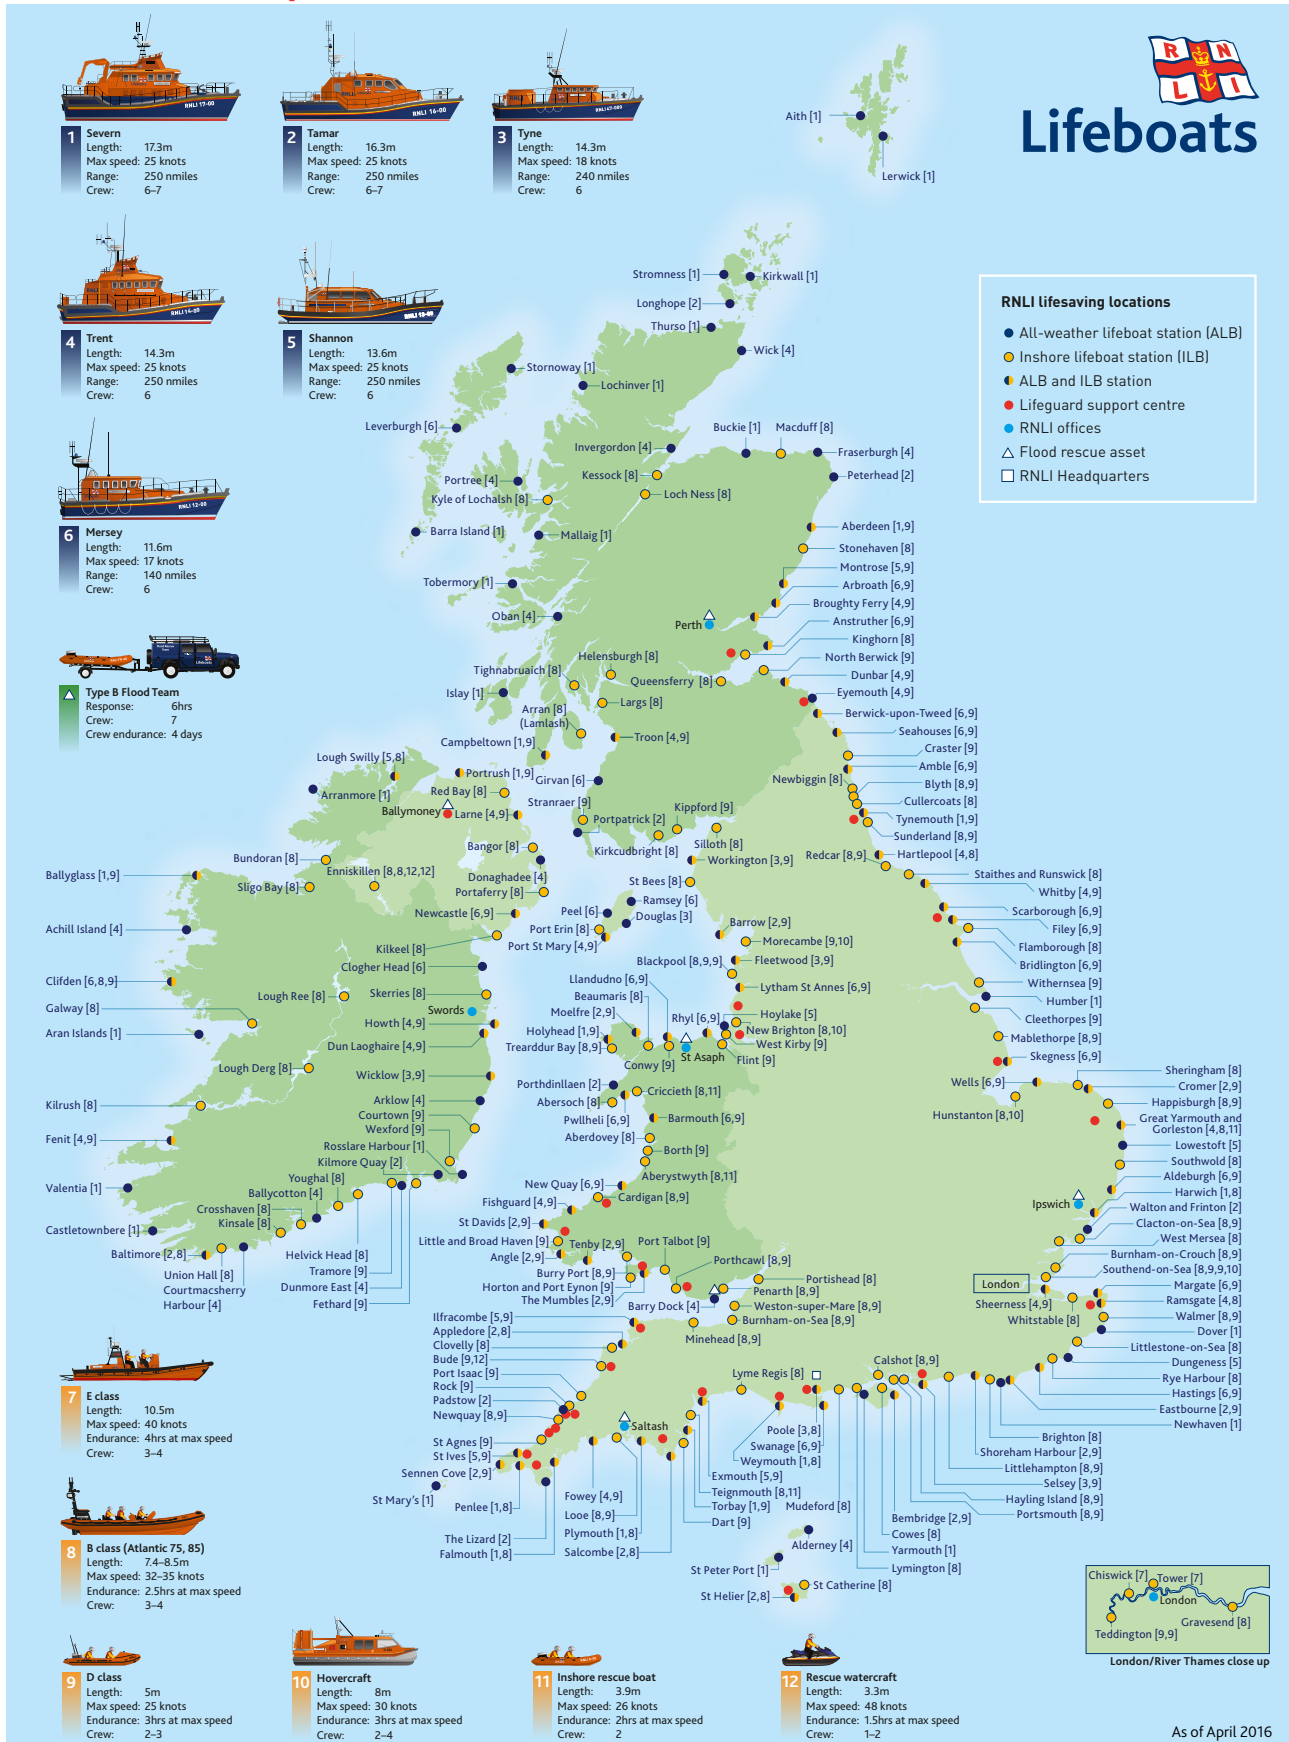 R N
L I
Lifeboats
RNLI 17-00
1
Severn
Length: 17.3m
Max speed: 25 knots
Range: 250 nmiles
Crew: 6–7
RNLI 16-00
2
Tamar
Length: 16.3m
Max speed: 25 knots
Range: 250 nmiles
Crew: 6–7
3
Tyne
Length: 14.3m
Max speed: 18 knots
Range: 240 nmiles
Crew: 6
RNLI 14-00
4
Trent
Length: 14.3m
Max speed: 25 knots
Range: 250 nmiles
Crew: 6
RNLI 13-00
5
Shannon
Length: 13.6m
Max speed: 25 knots
Range: 250 nmiles
Crew: 6
RNLI 12-00
6
Mersey
Length: 11.6m
Max speed: 17 knots
Range: 140 nmiles
Crew: 6
Lifeboats
Type B Flood Team
Response: 6hrs
Crew: 7
Crew endurance: 4 days
RNLI lifesaving locations
All-weather lifeboat station (ALB)
Inshore lifeboat station (ILB)
ALB and ILB station
Lifeguard support centre
RNLI offices
Flood rescue asset
RNLI Headquarters
Aith [1]
Lerwick [1]
Stromness [1]
Kirkwall [1]
Longhope [2]
Thurso [1]
Wick [4]
Stornoway [1]
Lochinver [1]
Leverburgh [6]
Buckie [1]
Macduff [8]
Invergordon [4]
Fraserburgh [4]
Kessock [8]
Peterhead [2]
Portree [4]
Loch Ness [8]
Kyle of Lochalsh [8]
Barra Island [1]
Mallaig [1]
Aberdeen [1,9]
Stonehaven [8]
Montrose [5,9]
Tobermory [1]
Arbroath [6,9]
Broughty Ferry [4,9]
Oban [4]
Perth
Anstruther [6,9]
Kinghorn [8]
Helensburgh [8]
North Berwick [9]
Tighnabruaich [8]
Queensferry [8]
Dunbar [4,9]
Islay [1]
Eyemouth [4,9]
Largs [8]
Arran [8]
(Lamlash)
Berwick-upon-Tweed [6,9]
Seahouses [6,9]
Troon [4,9]
Campbeltown [1,9]
Craster [9]
Lough Swilly [5,8]
Amble [6,9]
Portrush [1,9]
Girvan [6]
Newbiggin [8]
Blyth [8,9]
Red Bay [8]
Arranmore [1]
Cullercoats [8]
Stranraer [9]
Kippford [9]
Ballymoney
Larne [4,9]
Portpatrick [2]
Tynemouth [1,9]
Sunderland [8,9]
Silloth [8]
Bangor [8]
Kirkcudbright [8]
Redcar [8,9]
Hartlepool [4,8]
Bundoran [8]
Workington [3,9]
Enniskillen [8,8,12,12]
Ballyglass [1,9]
Donaghadee [4]
St Bees [8]
Staithes and Runswick [8]
Sligo Bay [8]
Portaferry [8]
Whitby [4,9]
Ramsey [6]
Newcastle [6,9]
Peel [6]
Douglas [3]
Scarborough [6,9]
Achill Island [4]
Port Erin [8]
Barrow [2,9]
Filey [6,9]
Kilkeel [8]
Port St Mary [4,9]
Morecambe [9,10]
Flamborough [8]
Clogher Head [6]
Blackpool [8,9,9]
Fleetwood [3,9]
Bridlington [6,9]
Clifden [6,8,9]
Llandudno [6,9]
Lytham St Annes [6,9]
Withernsea [9]
Lough Ree [8]
Skerries [8]
Beaumaris [8]
Humber [1]
Galway [8]
Swords
Moelfre [2,9]
Rhyl [6,9]
Hoylake [5]
Cleethorpes [9]
Howth [4,9]
Holyhead [1,9]
New Brighton [8,10]
Aran Islands [1]
Dun Laoghaire [4,9]
Trearddur Bay [8,9]
West Kirby [9]
Mablethorpe [8,9]
St Asaph
Flint [9]
Skegness [6,9]
Lough Derg [8]
Conwy [9]
Wicklow [3,9]
Porthdinllaen [2]
Criccieth [8,11]
Wells [6,9]
Sheringham [8]
Cromer [2,9]
Kilrush [8]
Arklow [4]
Abersoch [8]
Happisburgh [8,9]
Courtown [9]
Pwllheli [6,9]
Barmouth [6,9]
Hunstanton [8,10]
Great Yarmouth and
Gorleston [4,8,11]
Wexford [9]
Aberdovey [8]
Fenit [4,9]
Rosslare Harbour [1]
Borth [9]
Lowestoft [5]
Kilmore Quay [2]
Southwold [8]
Youghal [8]
Aberystwyth [8,11]
Aldeburgh [6,9]
Valentia [1]
Ballycotton [4]
New Quay [6,9]
Cardigan [8,9]
Harwich [1,8]
Crosshaven [8]
Fishguard [4,9]
Ipswich
Walton and Frinton [2]
Kinsale [8]
St Davids [2,9]
Clacton-on-Sea [8,9]
Castletownbere [1]
Little and Broad Haven [9]
Tenby [2,9]
Port Talbot [9]
West Mersea [8]
Baltimore [2,8]
Helvick Head [8]
Angle [2,9]
Porthcawl [8,9]
Burnham-on-Crouch [8,9]
Union Hall [8]
Tramore [9]
Burry Port [8,9]
Portishead [8]
Southend-on-Sea [8,9,9,10]
Courtmacsherry
Harbour [4]
Dunmore East [4]
Horton and Port Eynon [9]
Penarth [8,9]
London
Margate [6,9]
Fethard [9]
The Mumbles [2,9]
Barry Dock [4]
Weston-super-Mare [8,9]
Sheerness [4,9]
Ramsgate [4,8]
Ilfracombe [5,9]
Burnham-on-Sea [8,9]
Whitstable [8]
Walmer [8,9]
Appledore [2,8]
Minehead [8,9]
Dover [1]
Clovelly [8]
Littlestone-on-Sea [8]
Bude [9,12]
Calshot [8,9]
Dungeness [5]
Port Isaac [9]
Lyme Regis [8]
Rye Harbour [8]
Rock [9]
Hastings [6,9]
Padstow [2]
Eastbourne [2,9]
Newquay [8,9]
Saltash
Poole [3,8]
Newhaven [1]
St Agnes [9]
Swanage [6,9]
Brighton [8]
St Ives [5,9]
Weymouth [1,8]
Shoreham Harbour [2,9]
Sennen Cove [2,9]
Exmouth [5,9]
Littlehampton [8,9]
St Mary's [1]
Teignmouth [8,11]
Selsey [3,9]
Penlee [1,8]
Fowey [4,9]
Torbay [1,9]
Mudeford [8]
Hayling Island [8,9]
Looe [8,9]
Dart [9]
Bembridge [2,9]
Portsmouth [8,9]
The Lizard [2]
Plymouth [1,8]
Cowes [8]
Falmouth [1,8]
Salcombe [2,8]
Alderney [4]
Yarmouth [1]
St Peter Port [1]
Lymington [8]
St Catherine [8]
St Helier [2,8]
7
E class
Length: 10.5m
Max speed: 40 knots
Endurance: 4hrs at max speed
Crew: 3–4
8
B class (Atlantic 75, 85)
Length: 7.4–8.5m
Max speed: 32–35 knots
Endurance: 2.5hrs at max speed
Crew: 3–4
9
D class
Length: 5m
Max speed: 25 knots
Endurance: 3hrs at max speed
Crew: 2–3
10
Hovercraft
Length: 8m
Max speed: 30 knots
Endurance: 3hrs at max speed
Crew: 2–4
11
Inshore rescue boat
Length: 3.9m
Max speed: 26 knots
Endurance: 2hrs at max speed
Crew: 2
12
Rescue watercraft
Length: 3.3m
Max speed: 48 knots
Endurance: 1.5hrs at max speed
Crew: 1–2
Chiswick [7]
Tower [7]
London
Gravesend [8]
Teddington [9,9]
London/River Thames close up
As of April 2016